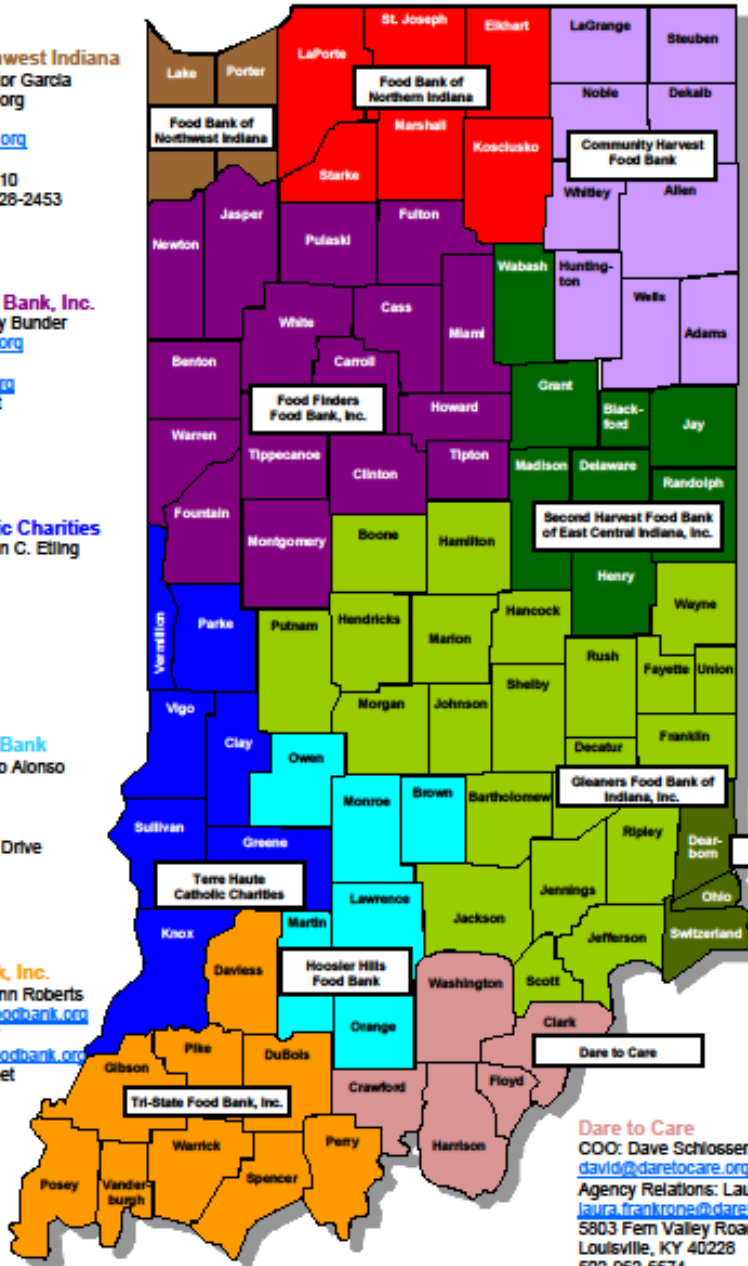 hwest Indiana
tor Garcia
org
.org
10
28-2453
Bank, Inc.
y Bunder
org
rg
t
ic Charities
n C. Etling
Bank
o Alonso
Drive
k, Inc.
nn Roberts
oodbank.org
oodbank.org
et
Lake
Porter
LaPorte
St. Joseph
Elkhart
LaGrange
Steuben
Food Bank of
Northwest Indiana
Food Bank of
Northern Indiana
Noble
Dekalb
Marshall
Kosciusko
Community Harvest
Food Bank
Starke
Whitley
Allen
Newton
Jasper
Pulaski
Fulton
Wabash
Hunting-
ton
Wells
Adams
White
Cass
Miami
Benton
Carroll
Grant
Food Finders
Food Bank, Inc.
Howard
Black-
ford
Jay
Warren
Tippecanoe
Clinton
Tipton
Madison
Delaware
Randolph
Fountain
Montgomery
Boone
Hamilton
Second Harvest Food Bank
of East Central Indiana, Inc.
Henry
Vermillion
Parke
Putnam
Hendricks
Marion
Hancock
Wayne
Rush
Fayette
Union
Shelby
Vigo
Clay
Morgan
Johnson
Franklin
Owen
Decatur
Monroe
Brown
Bartholomew
Gleaners Food Bank of
Indiana, Inc.
Sullivan
Greene
Ripley
Dear-
born
Terre Haute
Catholic Charities
Lawrence
Jennings
Ohio
Knox
Martin
Jackson
Jefferson
Switzerland
Daviess
Hoosier Hills
Food Bank
Washington
Scott
Orange
Clark
Pike
DuBois
Dare to Care
Gibson
Crawford
Floyd
Tri-State Food Bank, Inc.
Harrison
Warrick
Perry
Posey
Vander-
burgh
Spencer
Dare to Care
COO: Dave Schlosser
david@daretocare.org
Agency Relations: Lau
laura.frankrone@dare
5803 Fern Valley Road
Louisville, KY 40228